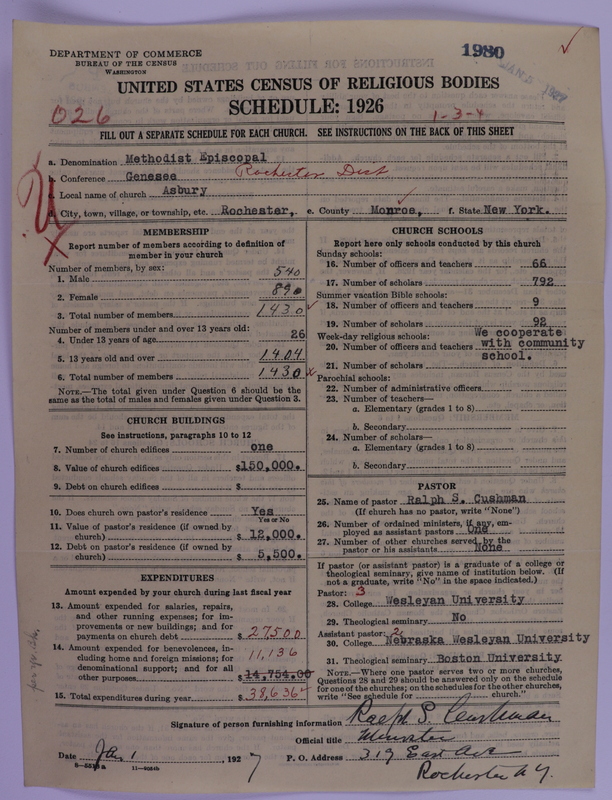 DEPARTMENT OF COMMERCE
BUREAU OF THE CENSUS
WASHINGTON
1980
JAN
1927
UNITED STATES CENSUS OF RELIGIOUS BODIES
SCHEDULE: 1926
026
1-3-4
FILL OUT A SEPARATE SCHEDULE FOR EACH CHURCH. SEE INSTRUCTIONS ON THE BACK OF THIS SHEET
a. Denomination Methodist Episcopal
b. Conference Genesee Rochester Dist
c. Local name of church Asbury
d. City, town, village, or township, etc. Rochester, e. County Monroe, f. State New York.
MEMBERSHIP
Report number of members according to definition of
member in your church
Number of members, by sex:
1. Male 540
2. Female 890
3. Total number of members 1430
Number of members under and over 13 years old:
4. Under 13 years of age 26
5. 13 years old and over 1404
6. Total number of members 1430 x
NOTE.—The total given under Question 6 should be the
same as the total of males and females given under Question 3.
CHURCH BUILDINGS
See instructions, paragraphs 10 to 12
7. Number of church edifices one
8. Value of church edifices $150,000.
9. Debt on church edifices $
10. Does church own pastor's residence Yes
Yes or No
11. Value of pastor's residence (if owned by
church) $ 12,000.
12. Debt on pastor's residence (if owned by
church) $ 5,500.
EXPENDITURES
Amount expended by church during last fiscal year
13. Amount expended for salaries, repairs,
and other running expenses; for im-
provements or new buildings; and for
payments on church debt $ 27500
14. Amount expended for benevolences, in-
cluding home and foreign missions; for
denominational support; and for all
other purposes 11,136 $ 14,754.00
15. Total expenditures during year $ 38,636
CHURCH SCHOOLS
Report here only schools conducted by this church
Sunday schools:
16. Number of officers and teachers 66
17. Number of scholars 792
Summer vacation Bible schools:
18. Number of officers and teachers 9
19. Number of scholars 92
Week-day religious schools: We cooperate
20. Number of officers and teachers with community
school.
21. Number of scholars
Parochial schools:
22. Number of administrative officers
23. Number of teachers—
a. Elementary (grades 1 to 8)
b. Secondary
24. Number of scholars—
a. Elementary (grades 1 to 8)
b. Secondary
PASTOR
25. Name of pastor Ralph S. Cushman
(If church has no pastor, write "None")
26. Number of ordained ministers, if any, em-
ployed as assistant pastors One
27. Number of other churches served by the
pastor or his assistants None
If pastor (or assistant pastor) is a graduate of a college or
theological seminary, give name of institution below. (If
not a graduate, write "No" in the space indicated.)
Pastor: 3
28. College Wesleyan University
29. Theological seminary No
Assistant pastor: 2
30. College Nebraska Wesleyan University
31. Theological seminary Boston University
NOTE.—Where one pastor serves two or more churches,
Questions 28 and 29 should be answered only on the schedule
for one of the churches; on the schedules for the other churches,
write "See schedule for church."
Signature of person furnishing information Ralph S. Cushman
Official title Minister
Date Jan 1 1927 P. O. Address 319 East Ave
Rochester N Y.
11—9084b